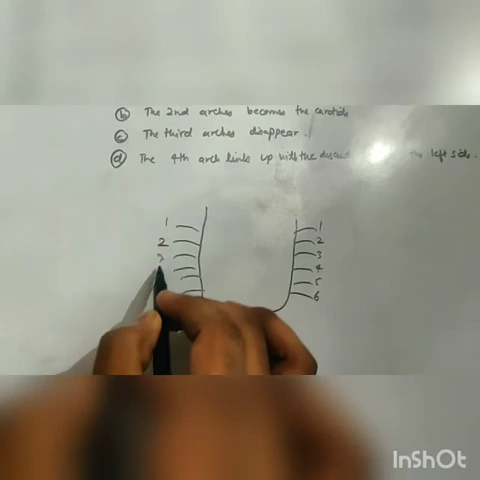 (b) The 2nd arches becomes the carotids
(c) The third arches disappear.
(d) The 4th arch links up with the the left side.
1 1
2 2
3 3
4
5
6
InShOt